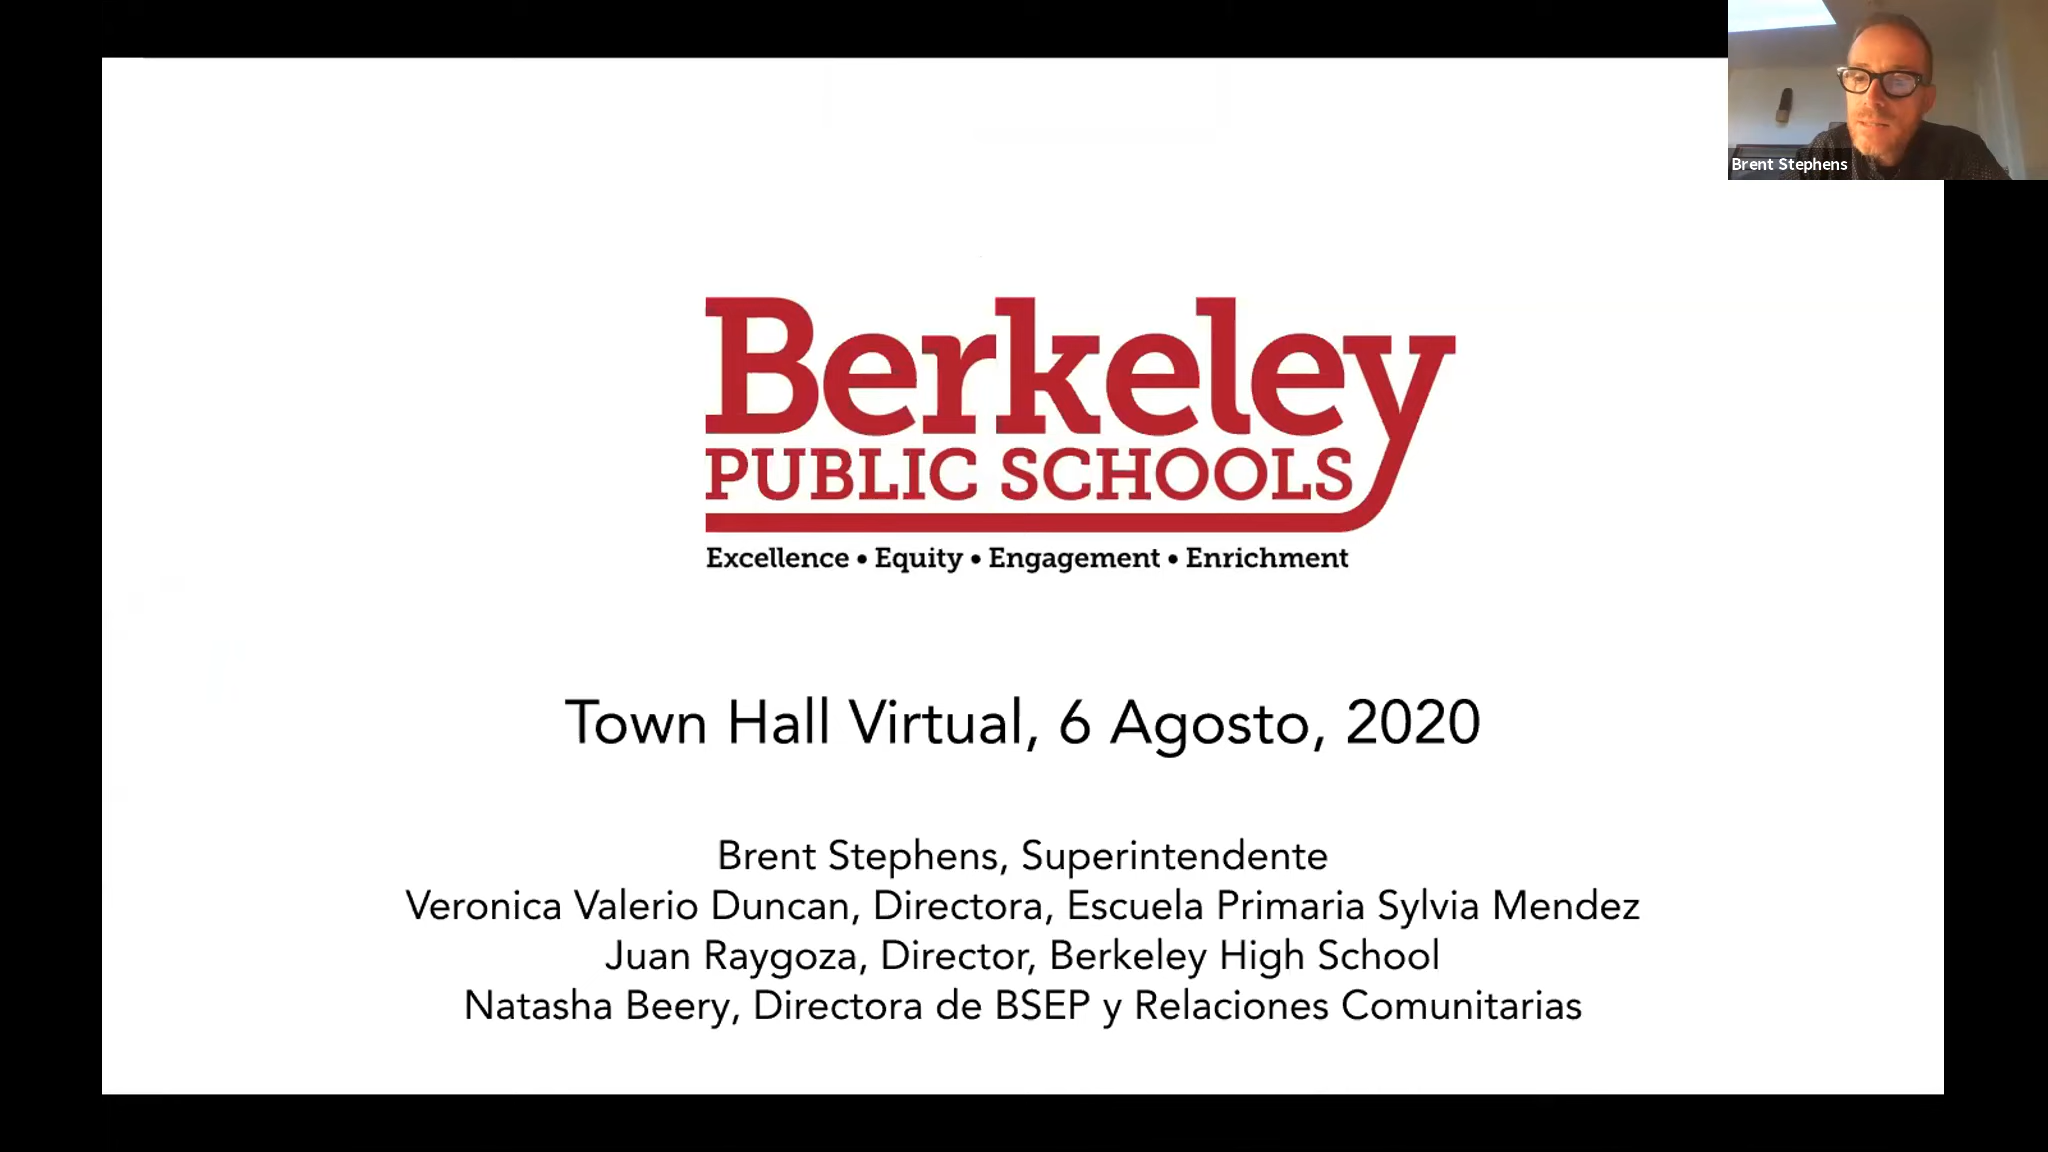 Brent Stephens
Berkeley
PUBLIC SCHOOLS
Excellence • Equity • Engagement • Enrichment
Town Hall Virtual, 6 Agosto, 2020
Brent Stephens, Superintendente
Veronica Valerio Duncan, Directora, Escuela Primaria Sylvia Mendez
Juan Raygoza, Director, Berkeley High School
Natasha Beery, Directora de BSEP y Relaciones Comunitarias